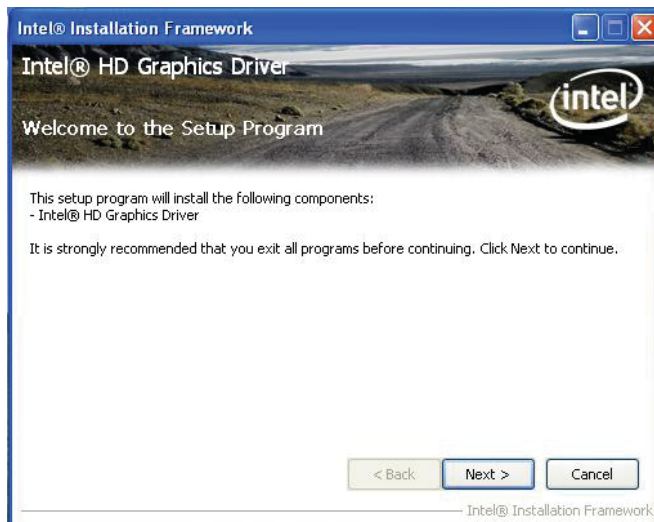 Intel® Installation Framework
Intel® HD Graphics Driver
intel
Welcome to the Setup Program
This setup program will install the following components:
- Intel® HD Graphics Driver
It is strongly recommended that you exit all programs before continuing. Click Next to continue.
< Back Next > Cancel
Intel® Installation Framework